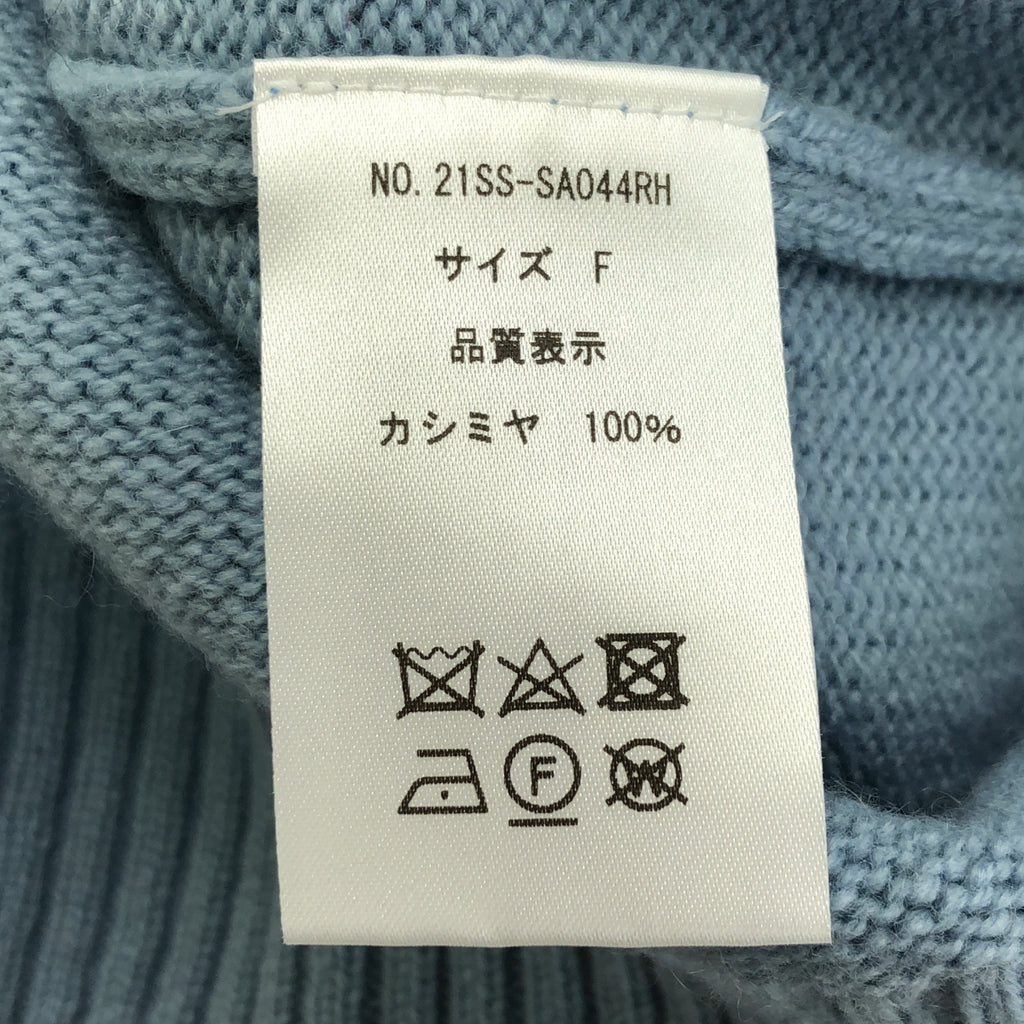 NO. 21SS-SA044RH
サイズ　F
品質表示
カシミヤ　100%
F
W